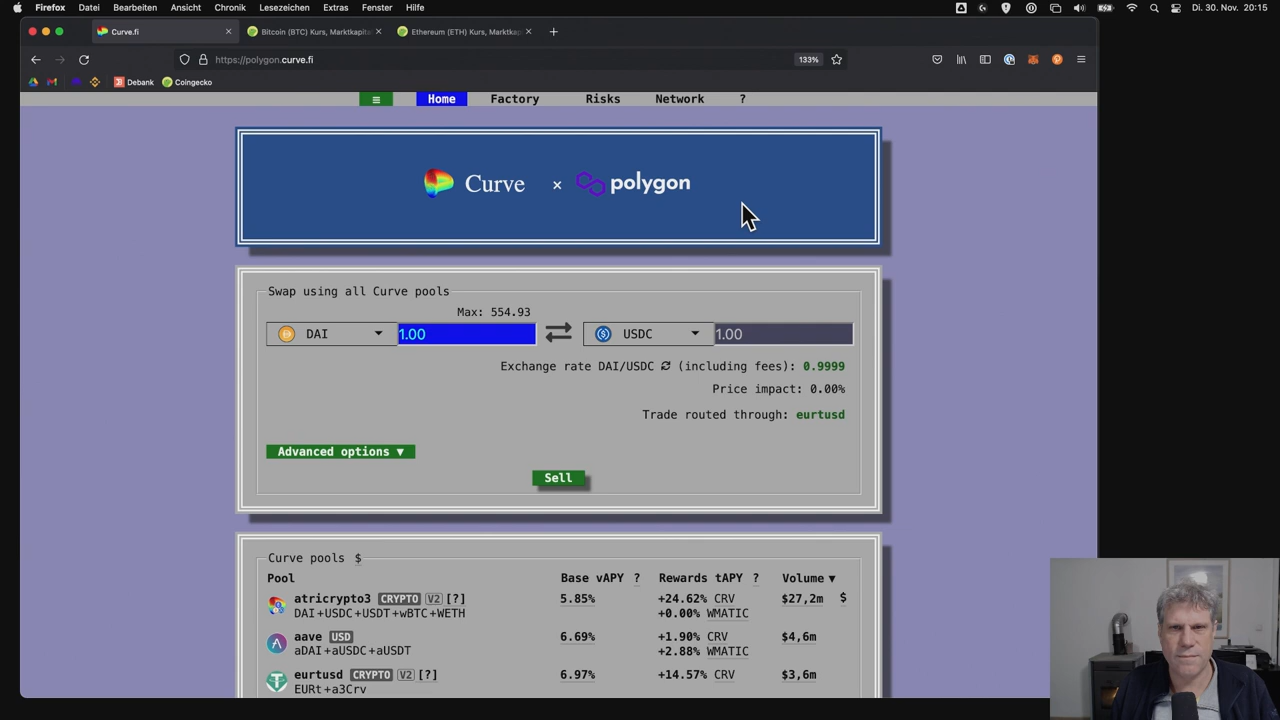 Firefox Datei Bearbeiten Ansicht Chronik Lesezeichen Extras Fenster Hilfe Di. 30. Nov. 20:15
Curve.fi Bitcoin (BTC) Kurs, Marktkapita Ethereum (ETH) Kurs, Marktkap
https://polygon.curve.fi 133%
Debank Coingecko
Home Factory Risks Network ?
Curve × polygon
Swap using all Curve pools
Max: 554.93
DAI 1.00 USDC 1.00
Exchange rate DAI/USDC (including fees): 0.9999
Price impact: 0.00%
Trade routed through: eurtusd
Advanced options ▼
Sell
Curve pools $
Pool Base vAPY ? Rewards tAPY ? Volume ▼
atricrypto3 CRYPTO V2 [?] 5.85% +24.62% CRV $27,2m $
DAI+USDC+USDT+wBTC+WETH +0.00% WMATIC
aave USD 6.69% +1.90% CRV $4,6m
aDAI+aUSDC+aUSDT +2.88% WMATIC
eurtusd CRYPTO V2 [?] 6.97% +14.57% CRV $3,6m
EURt+a3Crv